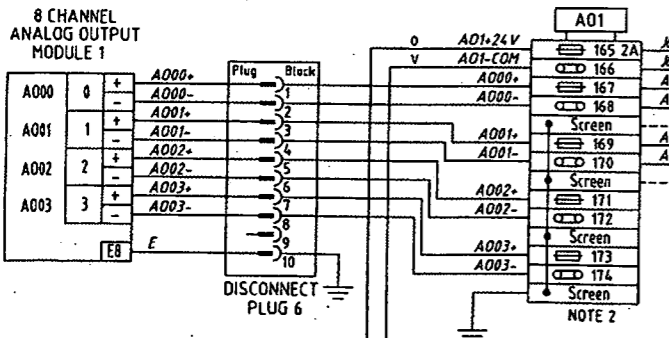 8 CHANNEL
ANALOG OUTPUT
MODULE 1
AO00 0 + AO00+
- AO00-
AO01 1 + AO01+
- AO01-
AO02 2 + AO02+
- AO02-
AO03 3 + AO03+
- AO03-
E8 E
Plug Block
1
2
3
4
5
6
7
8
9
10
DISCONNECT
PLUG 6
AO1
O AO1+24V 165 2A
V AO1-COM 166
AO00+ 167
AO00- 168
Screen
AO01+ 169
AO01- 170
Screen
AO02+ 171
AO02- 172
Screen
AO03+ 173
AO03- 174
Screen
NOTE 2